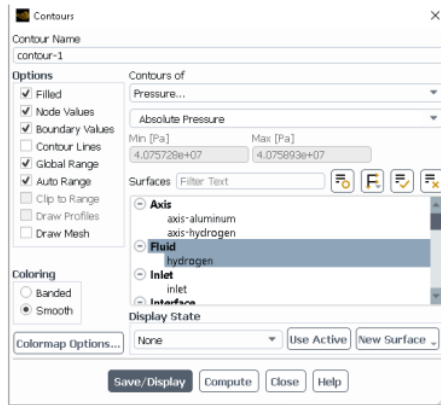 Contours
Contour Name
contour-1
Options
Filled
Node Values
Boundary Values
Contour Lines
Global Range
Auto Range
Clip to Range
Draw Profiles
Draw Mesh
Coloring
Banded
Smooth
Colormap Options...
Contours of
Pressure...
Absolute Pressure
Min [Pa] Max [Pa]
4.075728e+07 4.075893e+07
Surfaces Filter Text
Axis
axis-aluminum
axis-hydrogen
Fluid
hydrogen
Inlet
inlet
Interface
Display State
None Use Active New Surface
Save/Display Compute Close Help